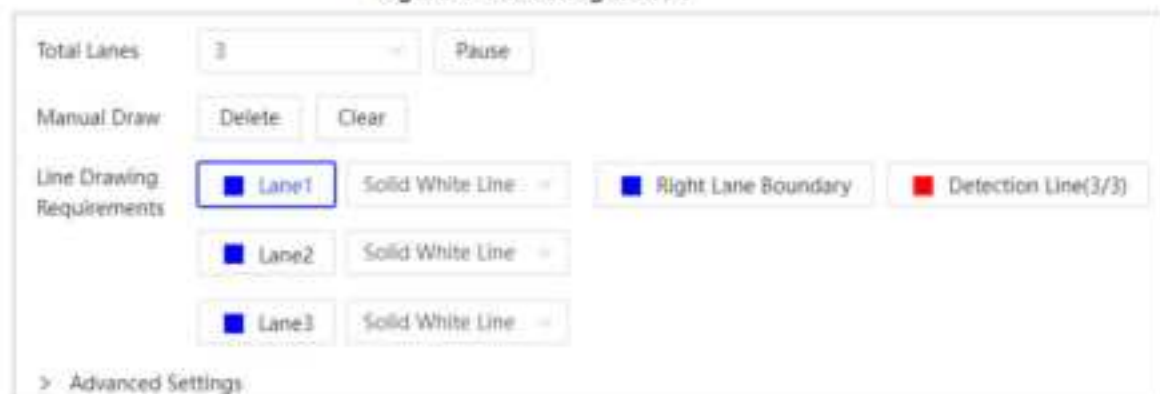 Total Lanes 3 Pause
Manual Draw Delete Clear
Line Drawing Requirements Lane1 Solid White Line Right Lane Boundary Detection Line(3/3)
Lane2 Solid White Line
Lane3 Solid White Line
> Advanced Settings